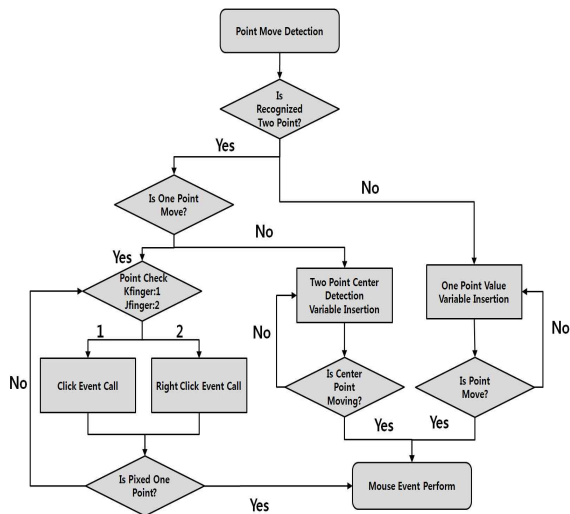 Point Move Detection
Is
Recognized
Two Point?
Yes
No
Is One Point
Move?
Yes
No
Point Check
Kfinger:1
Jfinger:2
Two Point Center
Detection
Variable Insertion
One Point Value
Variable Insertion
1
2
No
No
No
Click Event Call
Right Click Event Call
Is Center
Point
Moving?
Is Point
Move?
Yes
Yes
Is Pixed One
Point?
Yes
Mouse Event Perform